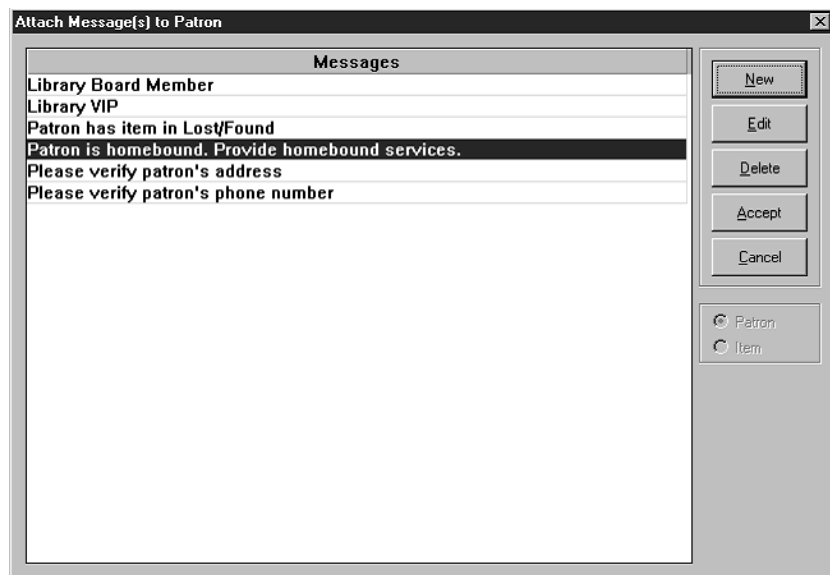 Attach Message(s) to Patron
Messages
Library Board Member
Library VIP
Patron has item in Lost/Found
Patron is homebound. Provide homebound services.
Please verify patron's address
Please verify patron's phone number
New
Edit
Delete
Accept
Cancel
Patron
Item